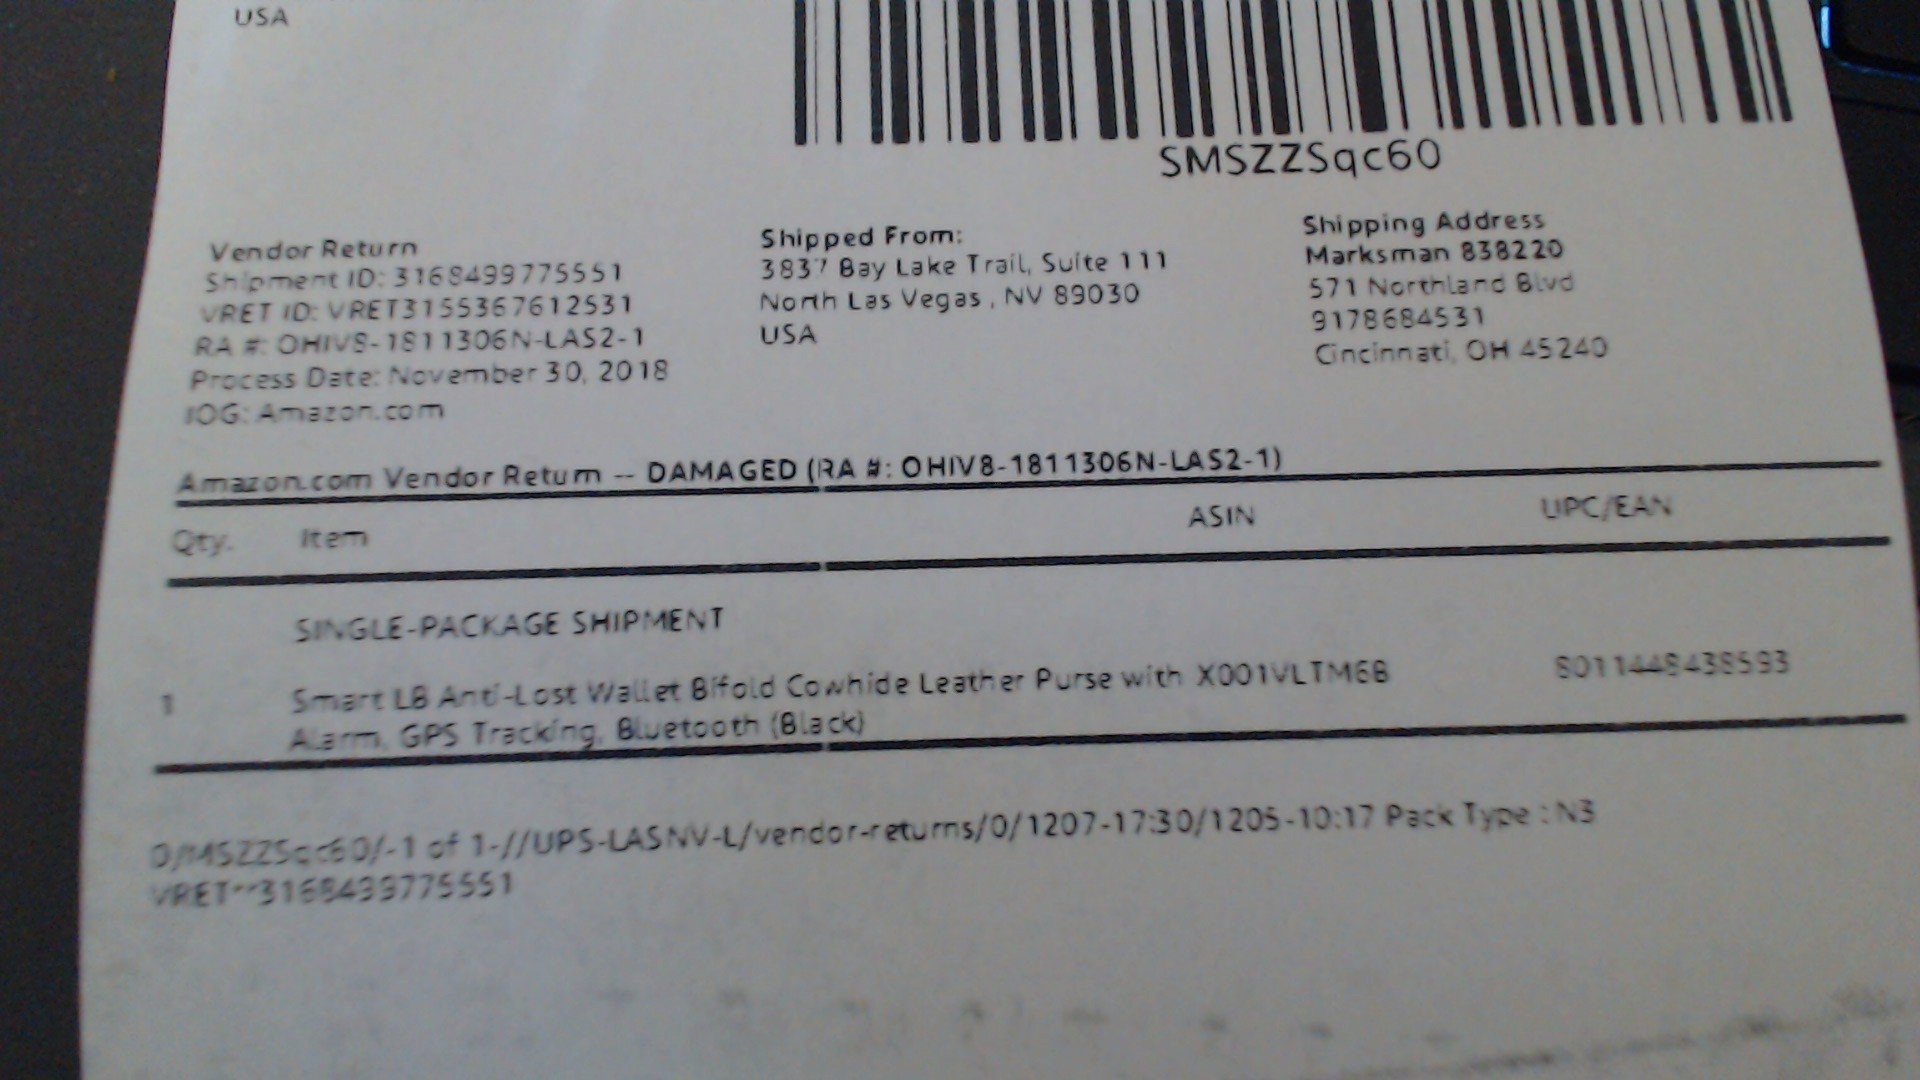 USA
SMSZZSqc60
Vendor Return
Shipment ID: 3168499775551
VRET ID: VRET3155367612531
RA #: OHIV8-1811306N-LAS2-1
Process Date: November 30, 2018
IOG: Amazon.com
Shipped From:
3837 Bay Lake Trail, Suite 111
North Las Vegas , NV 89030
USA
Shipping Address
Marksman 838220
571 Northland Blvd
9178684531
Cincinnati, OH 45240
Amazon.com Vendor Return -- DAMAGED (RA #: OHIV8-1811306N-LAS2-1)
Qty. Item ASIN UPC/EAN
SINGLE-PACKAGE SHIPMENT
1 Smart LB Anti-Lost Wallet Bifold Cowhide Leather Purse with X001VLTM6B 8011448438593
Alarm, GPS Tracking, Bluetooth (Black)
0/MSZZSqc60/-1 of 1-//UPS-LASNV-L/vendor-returns/0/1207-17:30/1205-10:17 Pack Type : N3
VRET**3168499775551